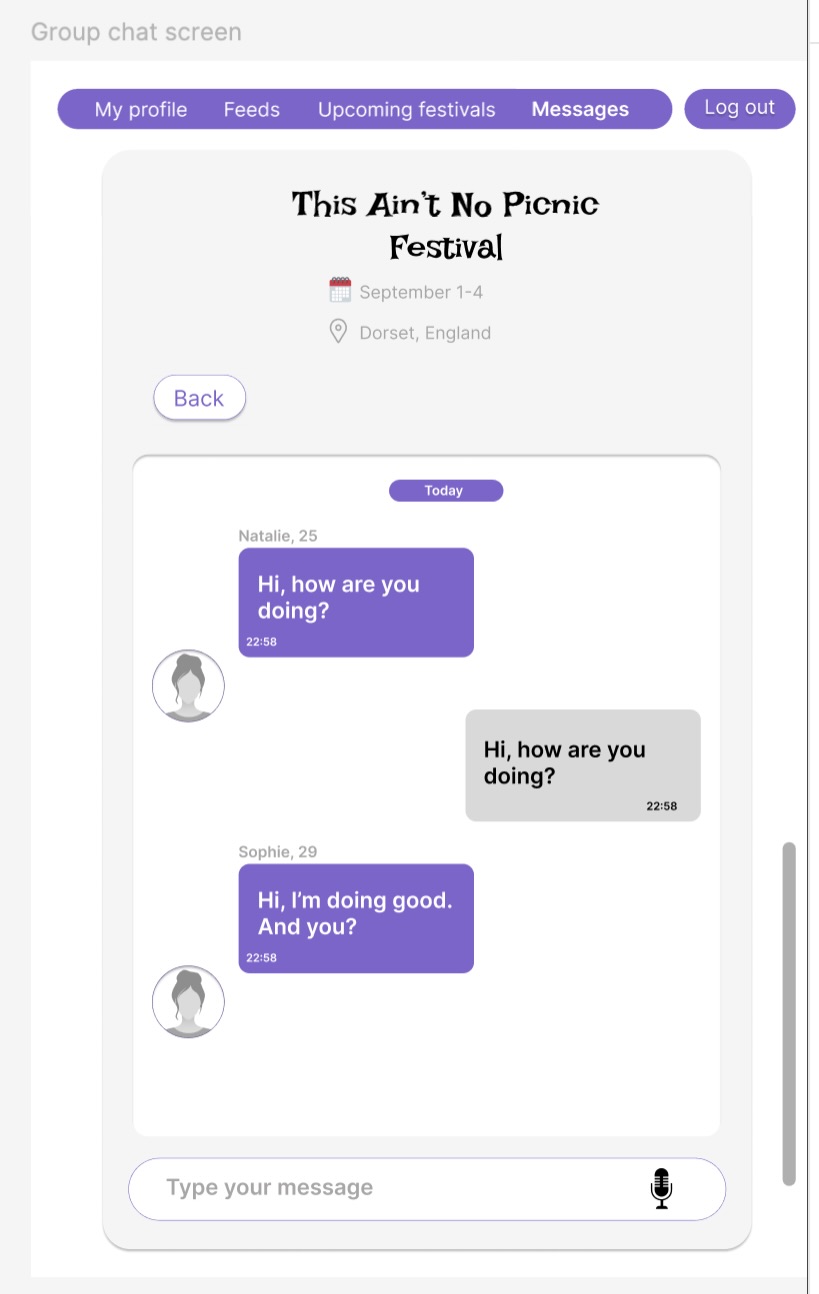 Group chat screen
My profile Feeds Upcoming festivals Messages Log out
This Ain't No Picnic
Festival
September 1-4
Dorset, England
Back
Today
Natalie, 25
Hi, how are you
doing?
22:58
Hi, how are you
doing?
22:58
Sophie, 29
Hi, I'm doing good.
And you?
22:58
Type your message